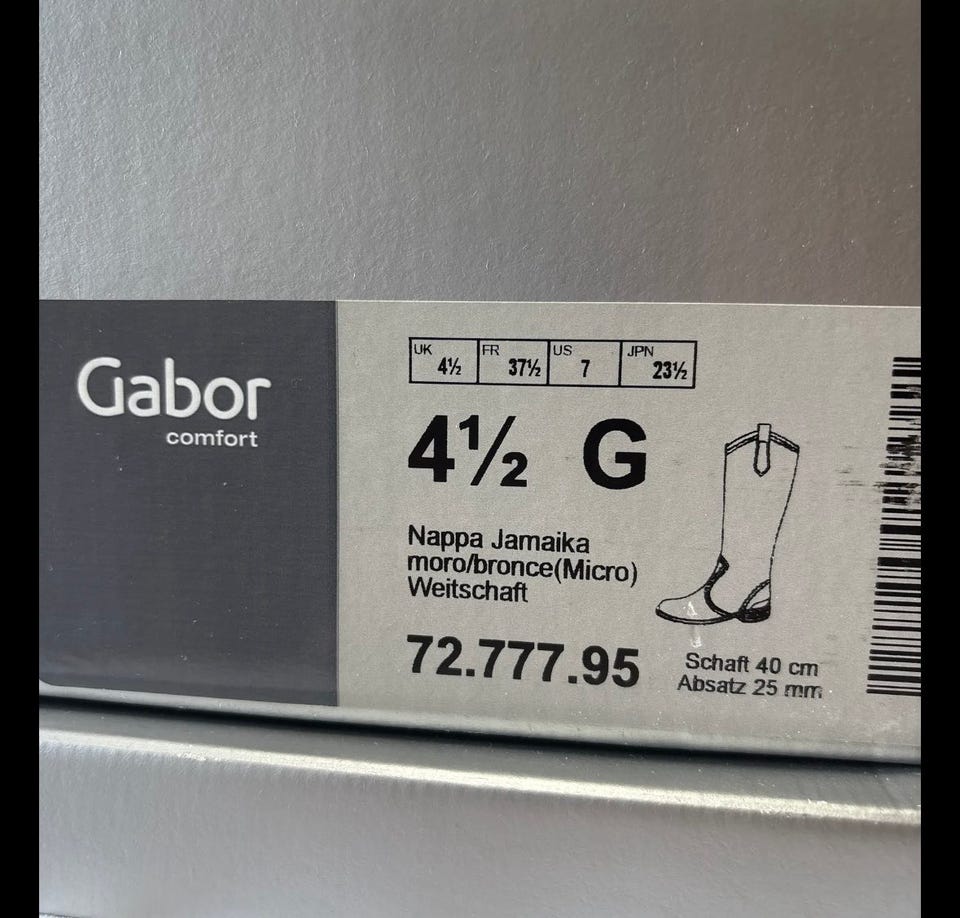 Gabor
comfort
UK 4½ FR 37½ US 7 JPN 23½
4½ G
Nappa Jamaika
moro/bronce(Micro)
Weitschaft
72.777.95
Schaft 40 cm
Absatz 25 mm